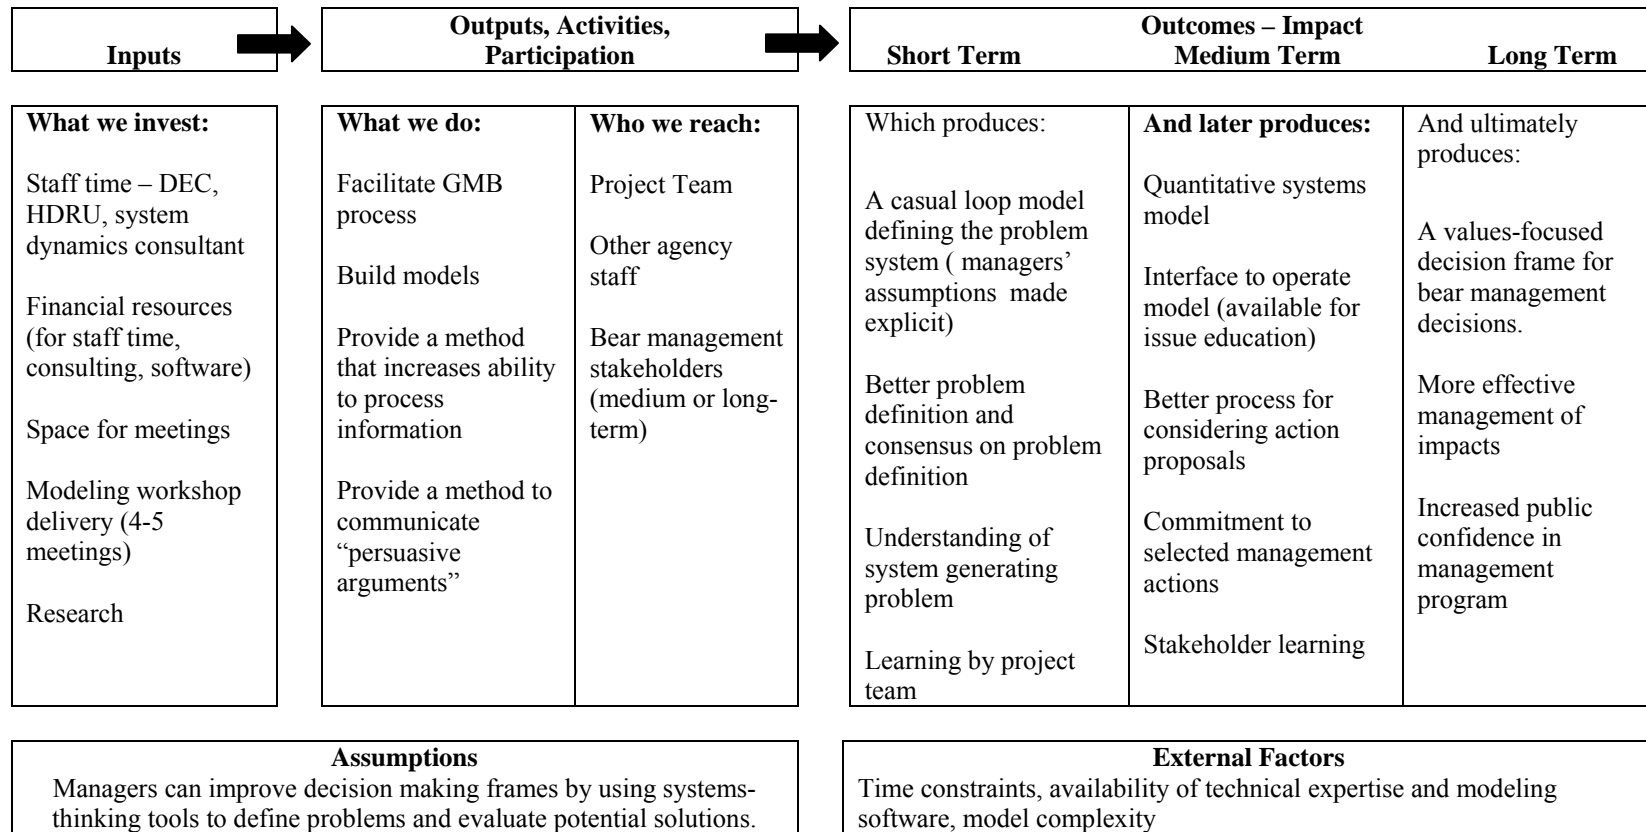 Inputs
Outputs, Activities,
Participation
Outcomes – Impact
Short Term Medium Term Long Term
What we invest:
Staff time – DEC,
HDRU, system
dynamics consultant
Financial resources
(for staff time,
consulting, software)
Space for meetings
Modeling workshop
delivery (4-5
meetings)
Research
What we do:
Facilitate GMB
process
Build models
Provide a method
that increases ability
to process
information
Provide a method to
communicate
“persuasive
arguments”
Who we reach:
Project Team
Other agency
staff
Bear management
stakeholders
(medium or long-
term)
Which produces:
A casual loop model
defining the problem
system ( managers’
assumptions made
explicit)
Better problem
definition and
consensus on problem
definition
Understanding of
system generating
problem
Learning by project
team
And later produces:
Quantitative systems
model
Interface to operate
model (available for
issue education)
Better process for
considering action
proposals
Commitment to
selected management
actions
Stakeholder learning
And ultimately
produces:
A values-focused
decision frame for
bear management
decisions.
More effective
management of
impacts
Increased public
confidence in
management
program
Assumptions
Managers can improve decision making frames by using systems-
thinking tools to define problems and evaluate potential solutions.
External Factors
Time constraints, availability of technical expertise and modeling
software, model complexity